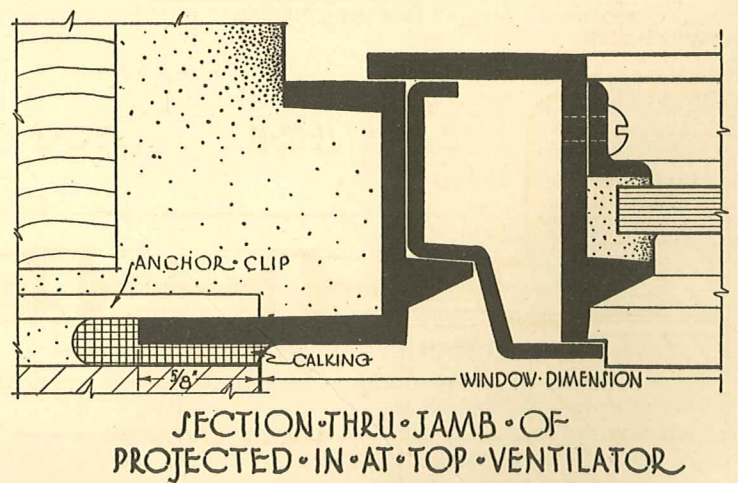 ANCHOR·CLIP
CALKING
5/8"
WINDOW·DIMENSION
SECTION·THRU·JAMB·OF·
PROJECTED·IN·AT·TOP·VENTILATOR